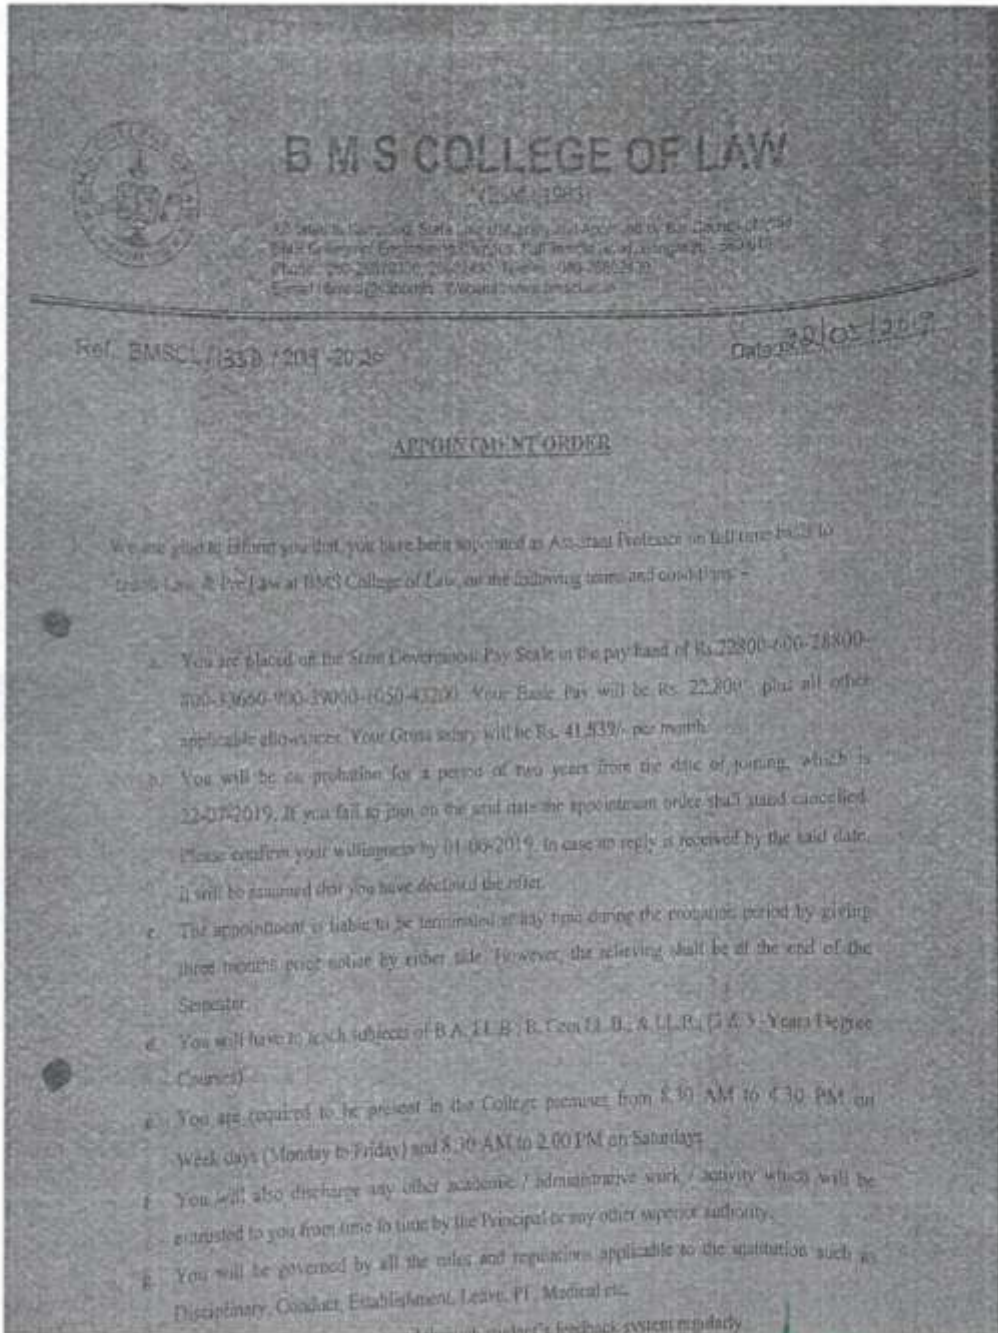 B M S COLLEGE OF LAW
Ref. BMSCL / 2019-2020
Date: /05/2019
APPOINTMENT ORDER
We are glad to inform you that, you have been appointed as Assistant Professor on full time basis to
teach Law & Pre Law at BMS College of Law, on the following terms and conditions: -
a. You are placed on the State Government Pay Scale in the pay band of Rs.22800-600-28800-
800-33660-900-39000-1050-43200. Your Basic Pay will be Rs. 22,800/- plus all other
applicable allowances. Your Gross salary will be Rs. 41,839/- per month.
b. You will be on probation for a period of two years from the date of joining, which is
22-07-2019. If you fail to join on the said date the appointment order shall stand cancelled.
Please confirm your willingness by 01-06-2019. In case no reply is received by the said date,
it will be assumed that you have declined the offer.
c. The appointment is liable to be terminated at any time during the probation period by giving
three months prior notice by either side. However, the relieving shall be at the end of the
Semester.
d. You will have to teach subjects of B.A. LL.B., B. Com LL.B., & LL.B., (3 & 5 -Years Degree
Courses)
e. You are required to be present in the College premises from 8.30 AM to 4.30 PM on
Week days (Monday to Friday) and 8.30 AM to 2.00 PM on Saturdays
f. You will also discharge any other academic / administrative work / activity which will be
entrusted to you from time to time by the Principal or any other superior authority.
g. You will be governed by all the rules and regulations applicable to the institution such as
Disciplinary, Conduct, Establishment, Leave, PF, Medical etc.
student's feedback system regularly